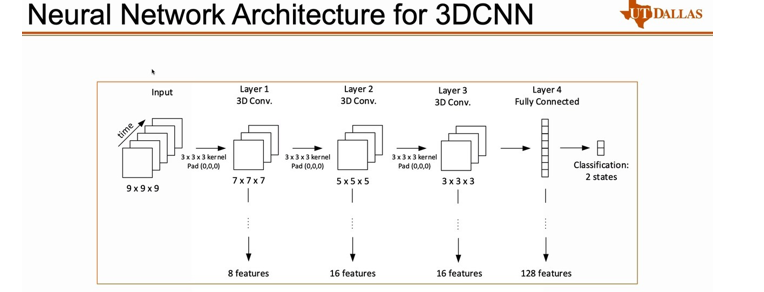 Neural Network Architecture for 3DCNN
UT DALLAS
Input
Layer 1
3D Conv.
Layer 2
3D Conv.
Layer 3
3D Conv.
Layer 4
Fully Connected
time
3 x 3 x 3 kernel
Pad (0,0,0)
3 x 3 x 3 kernel
Pad (0,0,0)
3 x 3 x 3 kernel
Pad (0,0,0)
Classification:
2 states
9 x 9 x 9
7 x 7 x 7
5 x 5 x 5
3 x 3 x 3
8 features
16 features
16 features
128 features